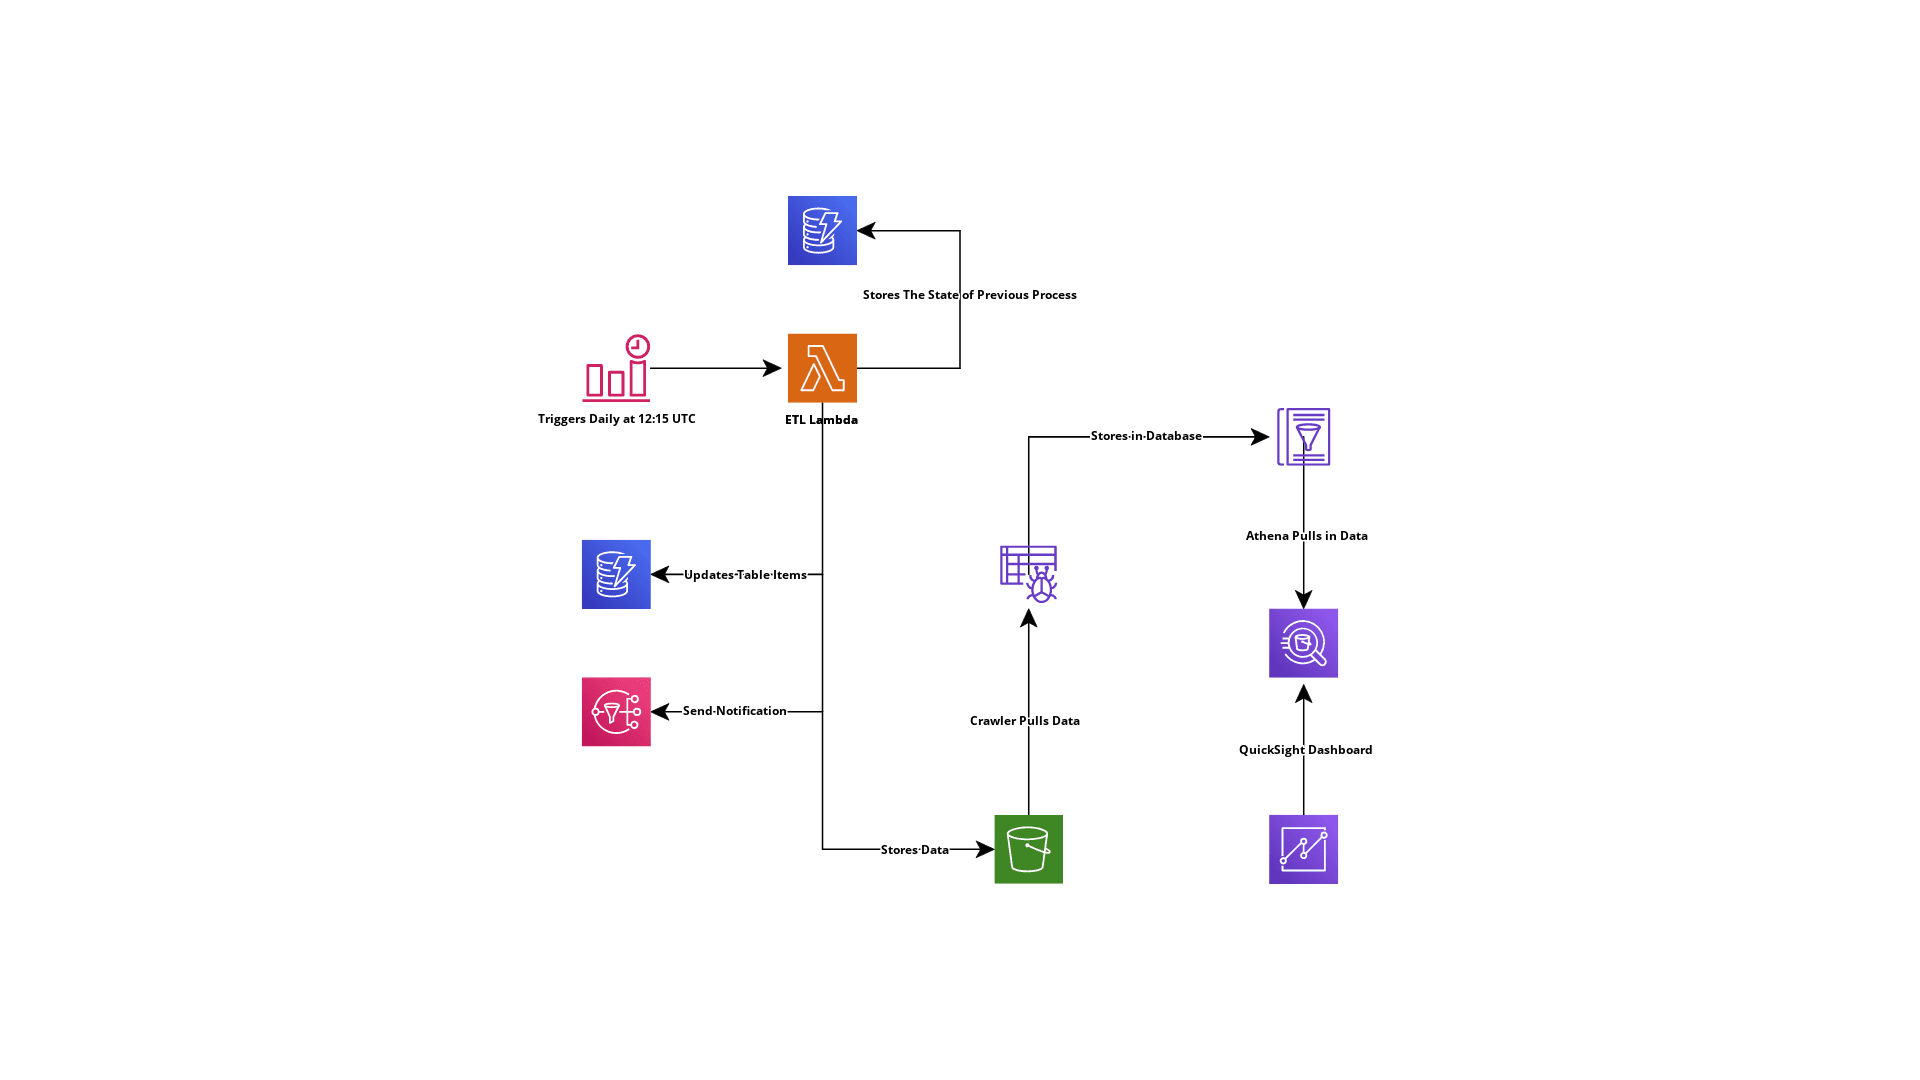 Stores The State of Previous Process
Triggers Daily at 12:15 UTC
ETL Lambda
Stores in Database
Athena Pulls in Data
Updates Table Items
Send Notification
Crawler Pulls Data
QuickSight Dashboard
Stores Data